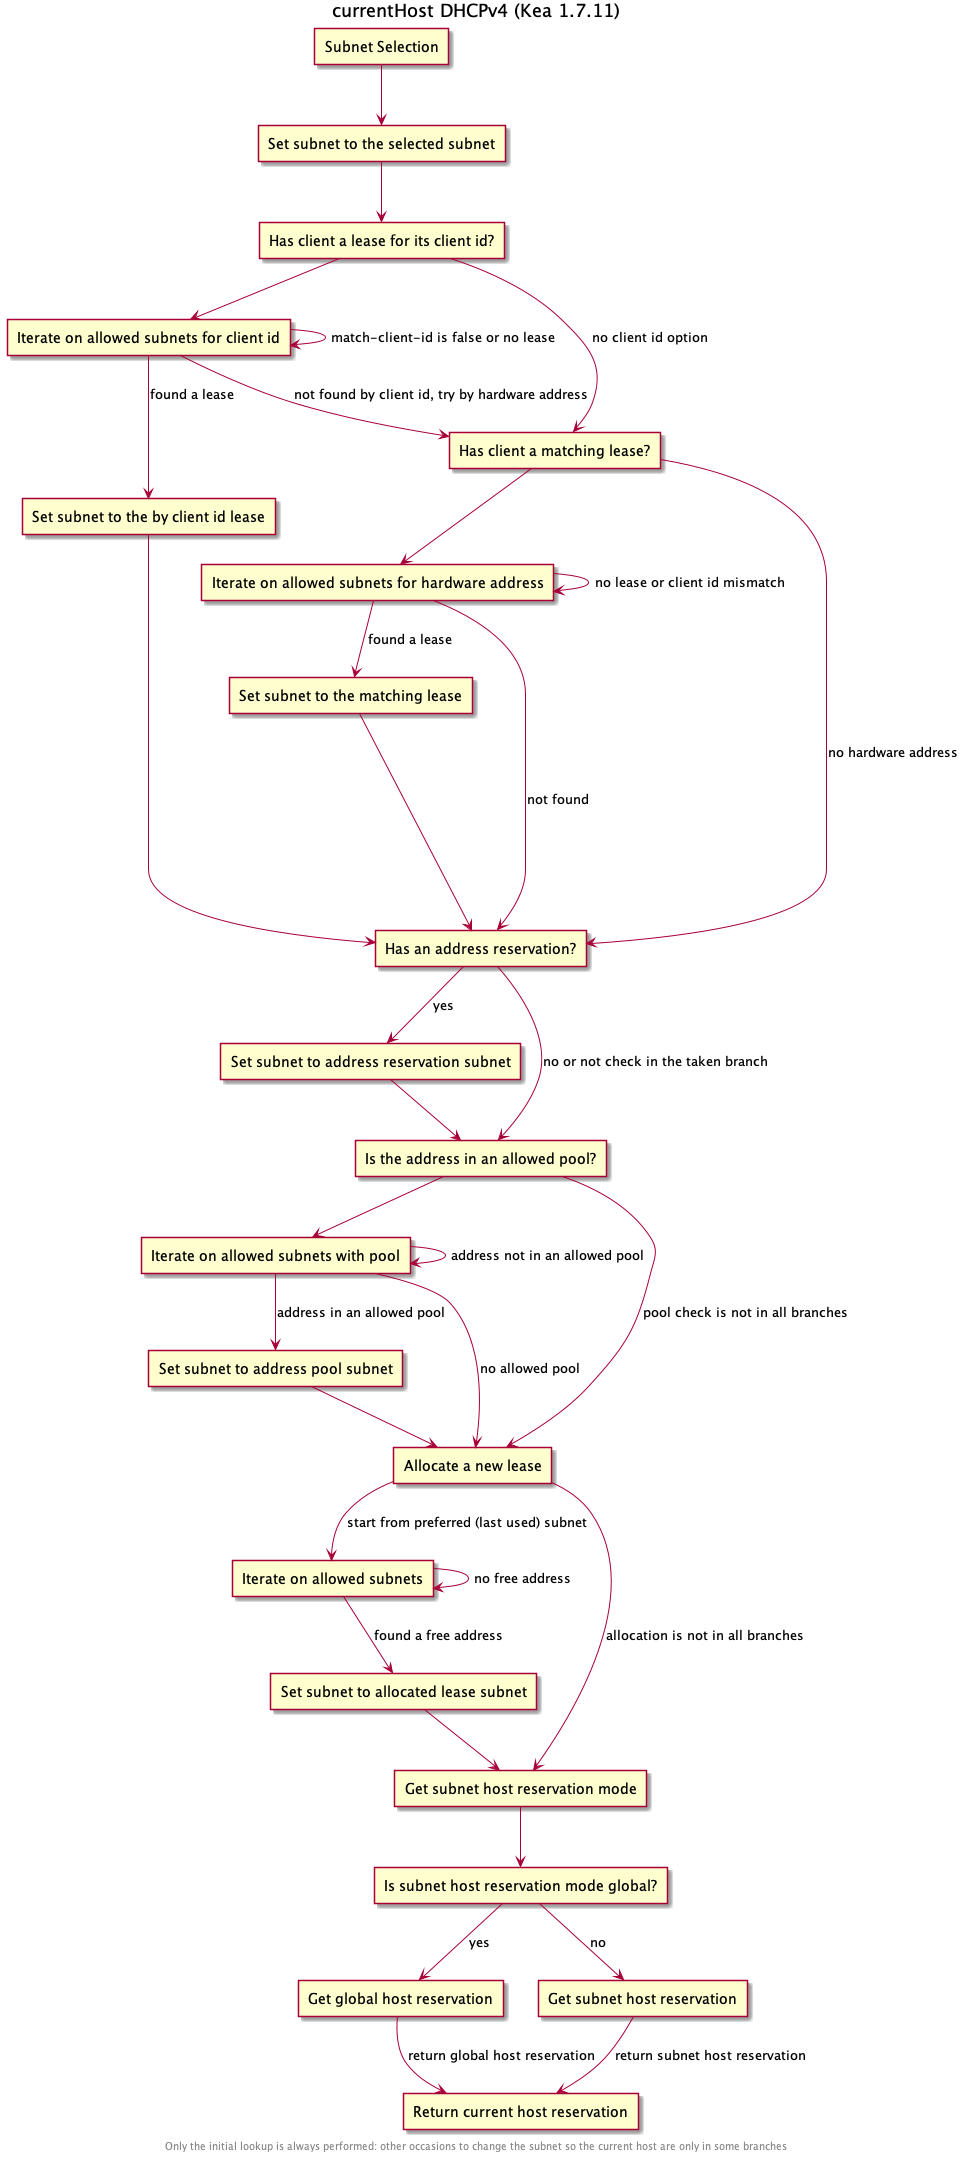 currentHost DHCPv4 (Kea 1.7.11)
Subnet Selection
Set subnet to the selected subnet
Has client a lease for its client id?
Iterate on allowed subnets for client id
match-client-id is false or no lease
no client id option
found a lease
not found by client id, try by hardware address
Has client a matching lease?
Set subnet to the by client id lease
Iterate on allowed subnets for hardware address
no lease or client id mismatch
found a lease
Set subnet to the matching lease
no hardware address
not found
Has an address reservation?
yes
Set subnet to address reservation subnet
no or not check in the taken branch
Is the address in an allowed pool?
Iterate on allowed subnets with pool
address not in an allowed pool
address in an allowed pool
pool check is not in all branches
Set subnet to address pool subnet
no allowed pool
Allocate a new lease
start from preferred (last used) subnet
Iterate on allowed subnets
no free address
found a free address
allocation is not in all branches
Set subnet to allocated lease subnet
Get subnet host reservation mode
Is subnet host reservation mode global?
yes
no
Get global host reservation
Get subnet host reservation
return global host reservation
return subnet host reservation
Return current host reservation
Only the initial lookup is always performed: other occasions to change the subnet so the current host are only in some branches